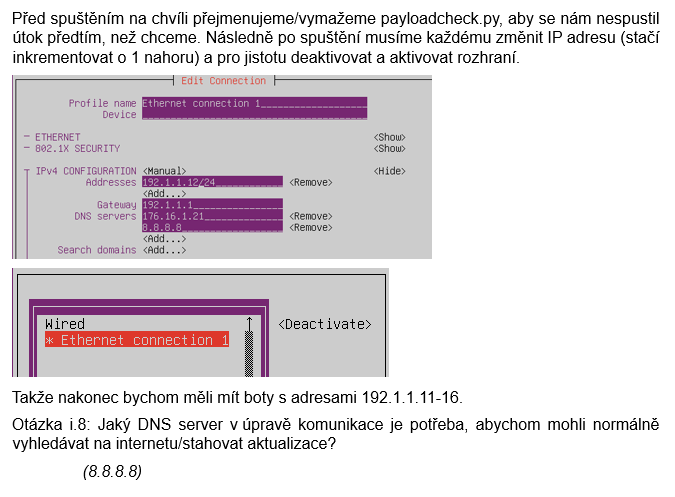 Před spuštěním na chvíli přejmenujeme/vymažeme payloadcheck.py, aby se nám nespustil
útok předtím, než chceme. Následně po spuštění musíme každému změnit IP adresu (stačí
inkrementovat o 1 nahoru) a pro jistotu deaktivovat a aktivovat rozhraní.
Edit Connection
Profile name Ethernet connection 1
Device
ETHERNET <Show>
802.1X SECURITY <Show>
IPv4 CONFIGURATION <Manual> <Hide>
Addresses 192.1.1.12/24 <Remove>
<Add...>
Gateway 192.1.1.1
DNS servers 176.16.1.21 <Remove>
8.8.8.8 <Remove>
<Add...>
Search domains <Add...>
Wired
* Ethernet connection 1
<Deactivate>
Takže nakonec bychom měli mít boty s adresami 192.1.1.11-16.
Otázka i.8: Jaký DNS server v úpravě komunikace je potřeba, abychom mohli normálně
vyhledávat na internetu/stahovat aktualizace?
(8.8.8.8)